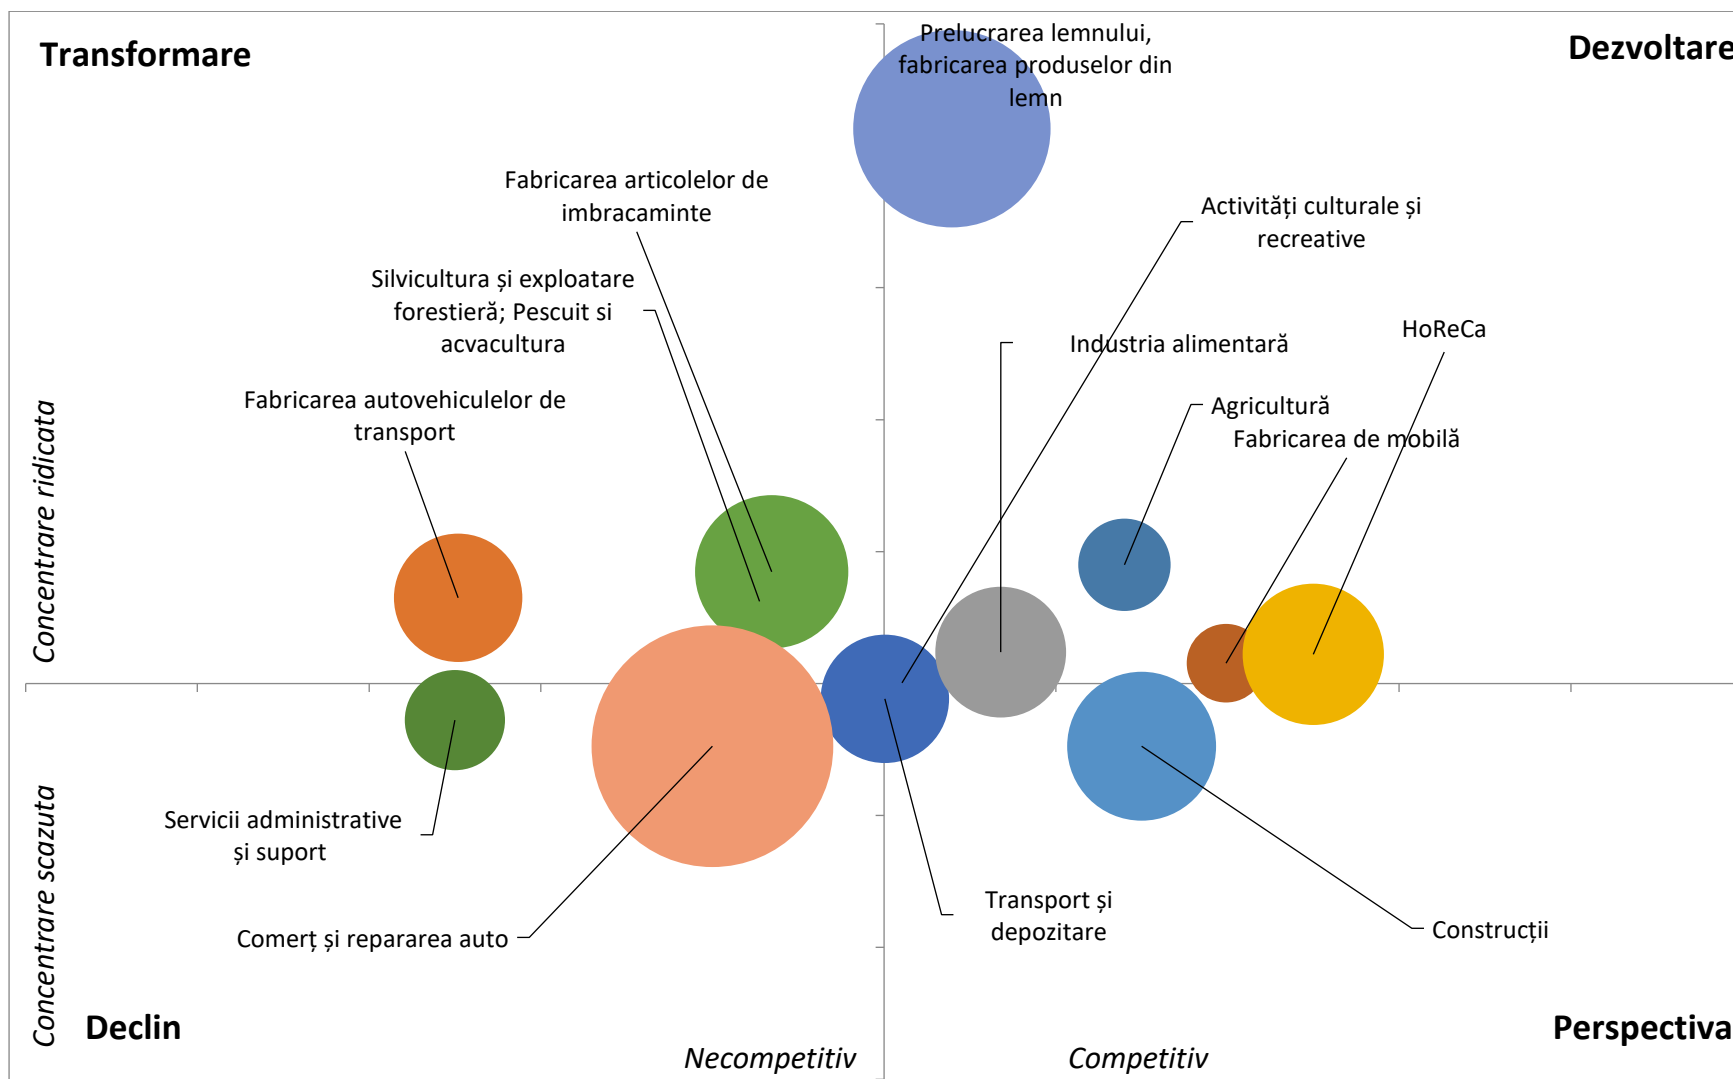 Transformare
Prelucrarea lemnului,
fabricarea produselor din
lemn
Dezvoltare
Fabricarea articolelor de
imbracaminte
Activități culturale și
recreative
Silvicultura și exploatare
forestieră; Pescuit si
acvacultura
Industria alimentară
HoReCa
Fabricarea autovehiculelor de
transport
Agricultură
Fabricarea de mobilă
Concentrare ridicata
Concentrare scazuta
Servicii administrative
și suport
Comerț și repararea auto
Transport și
depozitare
Construcții
Declin
Perspectiva
Necompetitiv
Competitiv